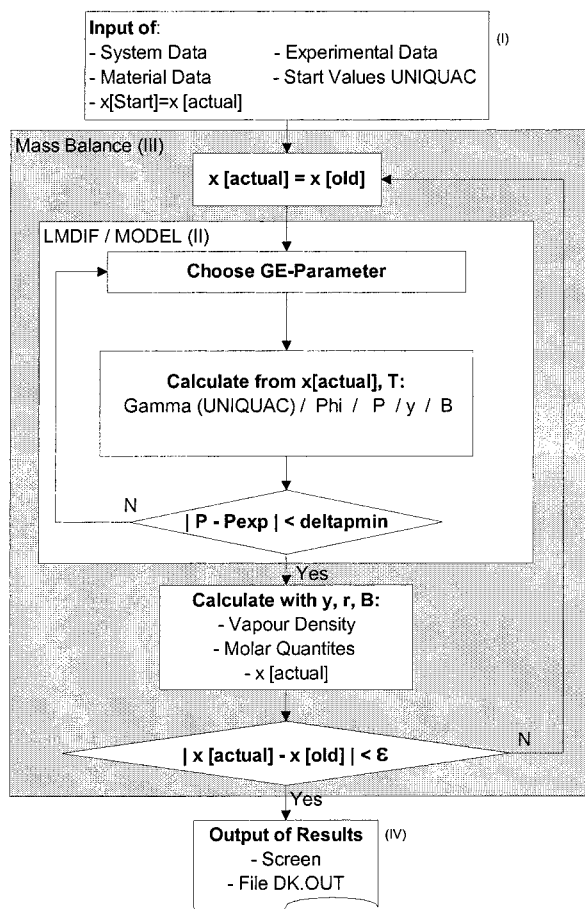 Input of:
(I)
- System Data - Experimental Data
- Material Data - Start Values UNIQUAC
- x[Start]=x [actual]
Mass Balance (III)
x [actual] = x [old]
LMDIF / MODEL (II)
Choose GE-Parameter
Calculate from x[actual], T:
Gamma (UNIQUAC) / Phi / P / y / B
N
| P - Pexp | < deltapmin
Yes
Calculate with y, r, B:
- Vapour Density
- Molar Quantites
- x [actual]
N
| x [actual] - x [old] | < ε
Yes
Output of Results
(IV)
- Screen
- File DK.OUT